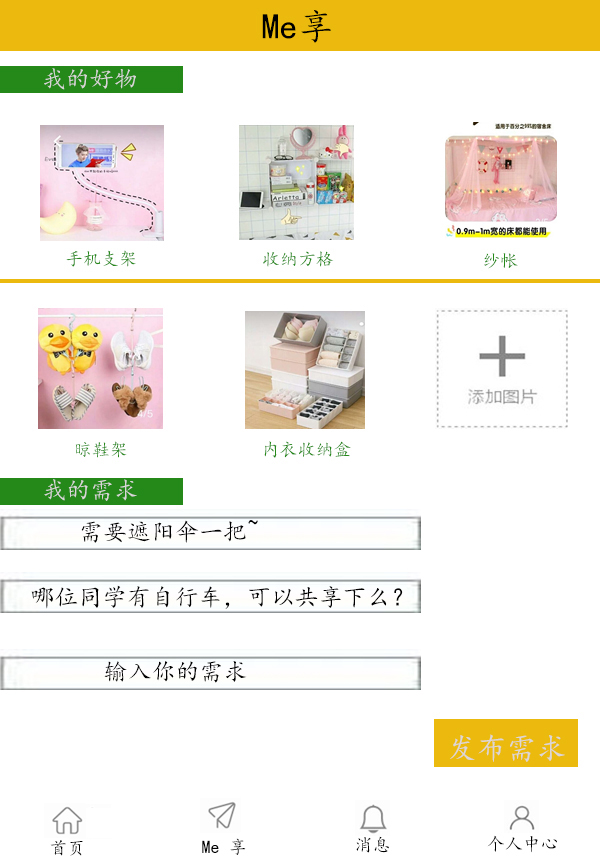 Me享
我的好物
适用于百分之99%的宿舍床
0.9m-1m宽的床都能使用
手机支架
收纳方格
纱帐
Arletta
4/5
添加图片
晾鞋架
内衣收纳盒
我的需求
需要遮阳伞一把~
哪位同学有自行车，可以共享下么？
输入你的需求
发布需求
首页
Me 享
消息
个人中心